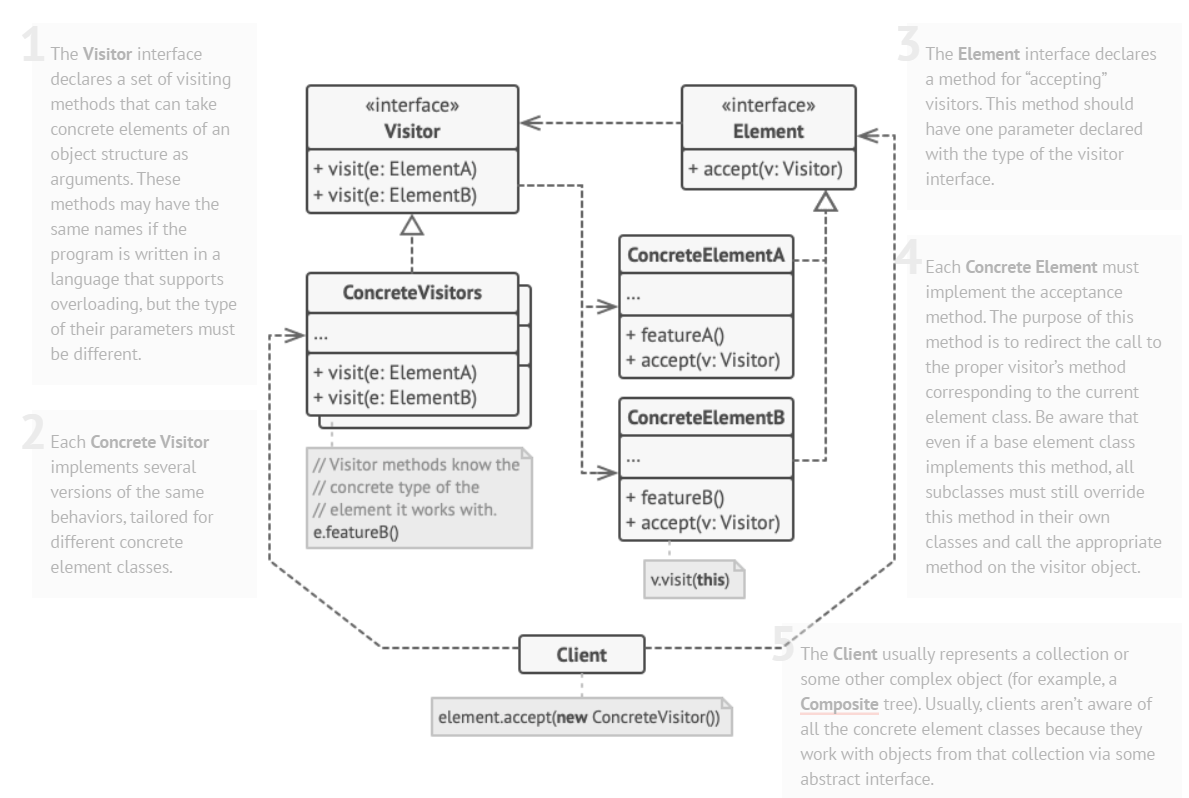 1
The Visitor interface
declares a set of visiting
methods that can take
concrete elements of an
object structure as
arguments. These
methods may have the
same names if the
program is written in a
language that supports
overloading, but the type
of their parameters must
be different.
2
Each Concrete Visitor
implements several
versions of the same
behaviors, tailored for
different concrete
element classes.
«interface»
Visitor
+ visit(e: ElementA)
+ visit(e: ElementB)
ConcreteVisitors
...
+ visit(e: ElementA)
+ visit(e: ElementB)
// Visitor methods know the
// concrete type of the
// element it works with.
e.featureB()
«interface»
Element
+ accept(v: Visitor)
ConcreteElementA
...
+ featureA()
+ accept(v: Visitor)
ConcreteElementB
...
+ featureB()
+ accept(v: Visitor)
v.visit(this)
Client
element.accept(new ConcreteVisitor())
3
The Element interface declares
a method for “accepting”
visitors. This method should
have one parameter declared
with the type of the visitor
interface.
4
Each Concrete Element must
implement the acceptance
method. The purpose of this
method is to redirect the call to
the proper visitor’s method
corresponding to the current
element class. Be aware that
even if a base element class
implements this method, all
subclasses must still override
this method in their own
classes and call the appropriate
method on the visitor object.
5
The Client usually represents a collection or
some other complex object (for example, a
Composite tree). Usually, clients aren’t aware of
all the concrete element classes because they
work with objects from that collection via some
abstract interface.